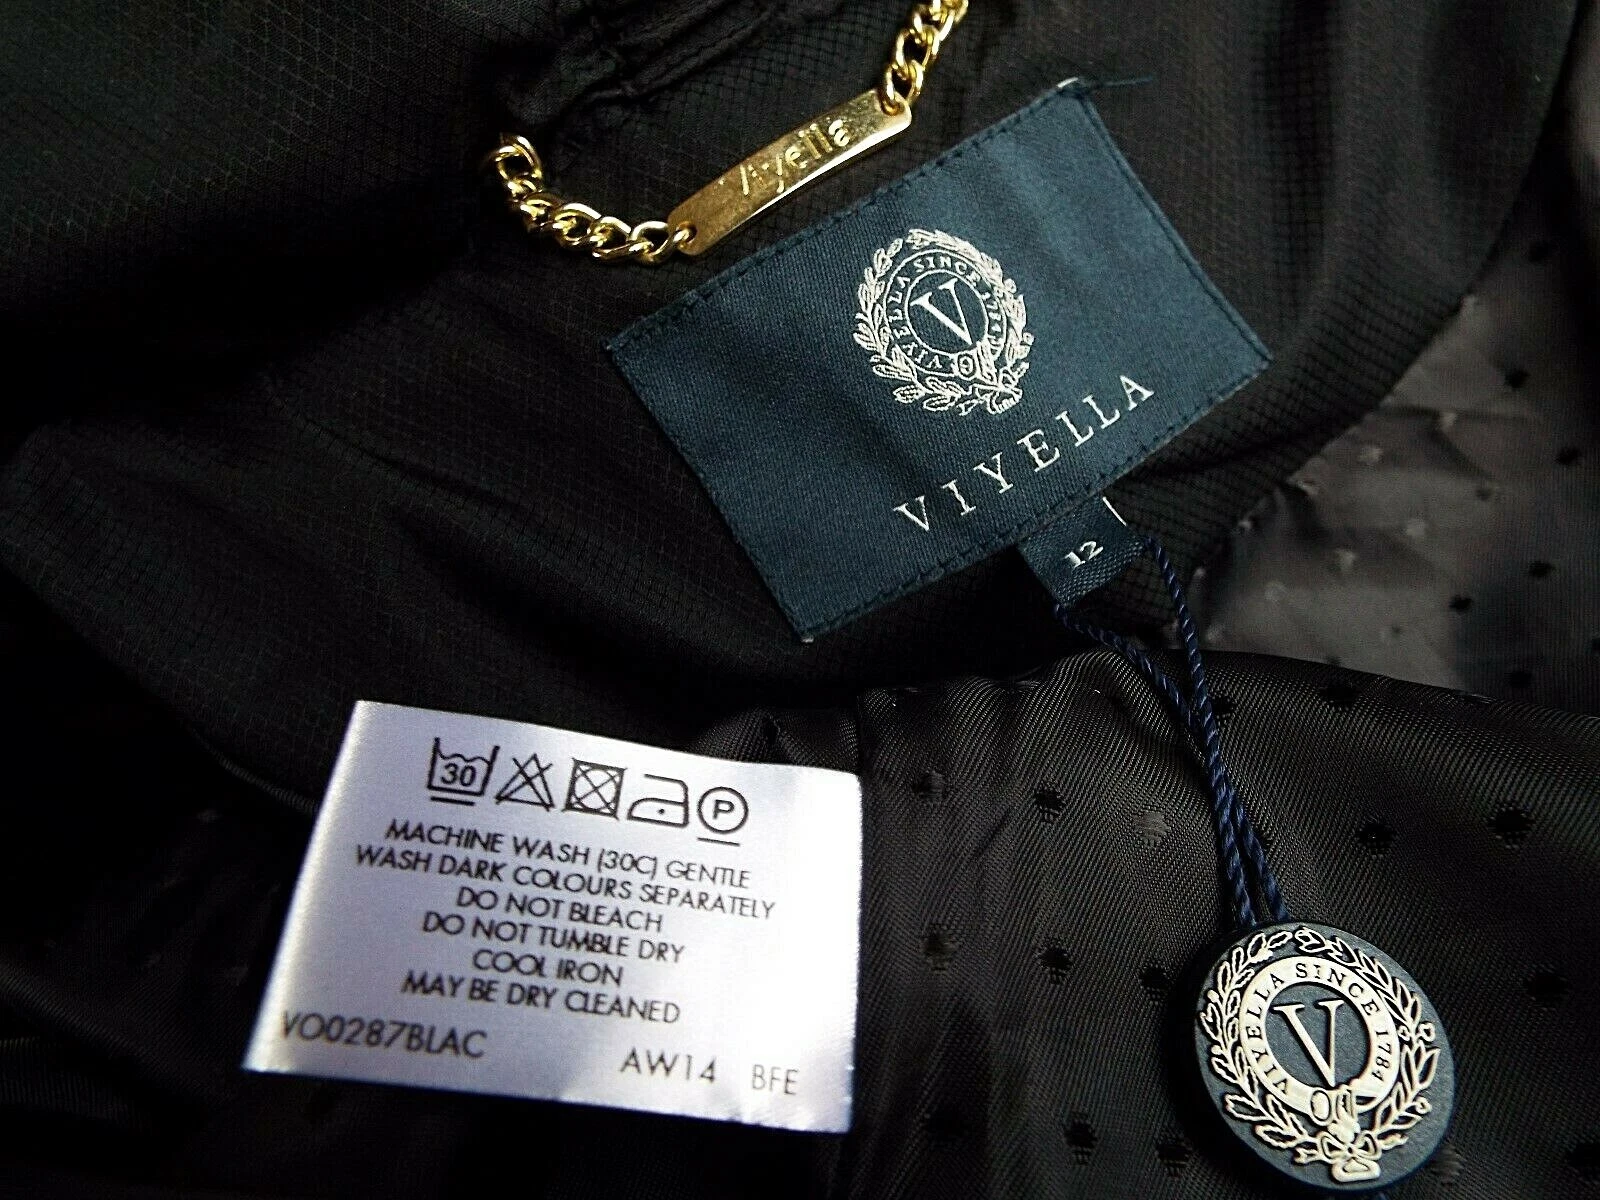 Viyella
VIYELLA SINCE 1784
V
VIYELLA
12
30
P
MACHINE WASH (30C) GENTLE
WASH DARK COLOURS SEPARATELY
DO NOT BLEACH
DO NOT TUMBLE DRY
COOL IRON
MAY BE DRY CLEANED
VO0287BLAC AW14 BFE
VIYELLA SINCE 1784
V